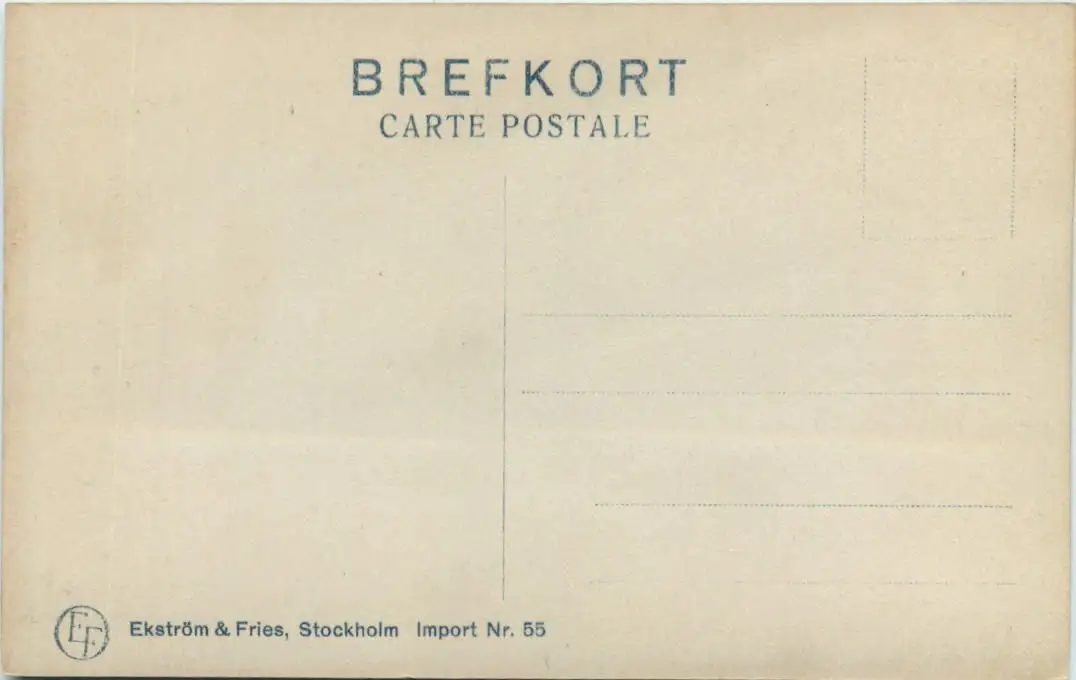 BREFKORT
CARTE POSTALE
EF
Ekström & Fries, Stockholm Import Nr. 55